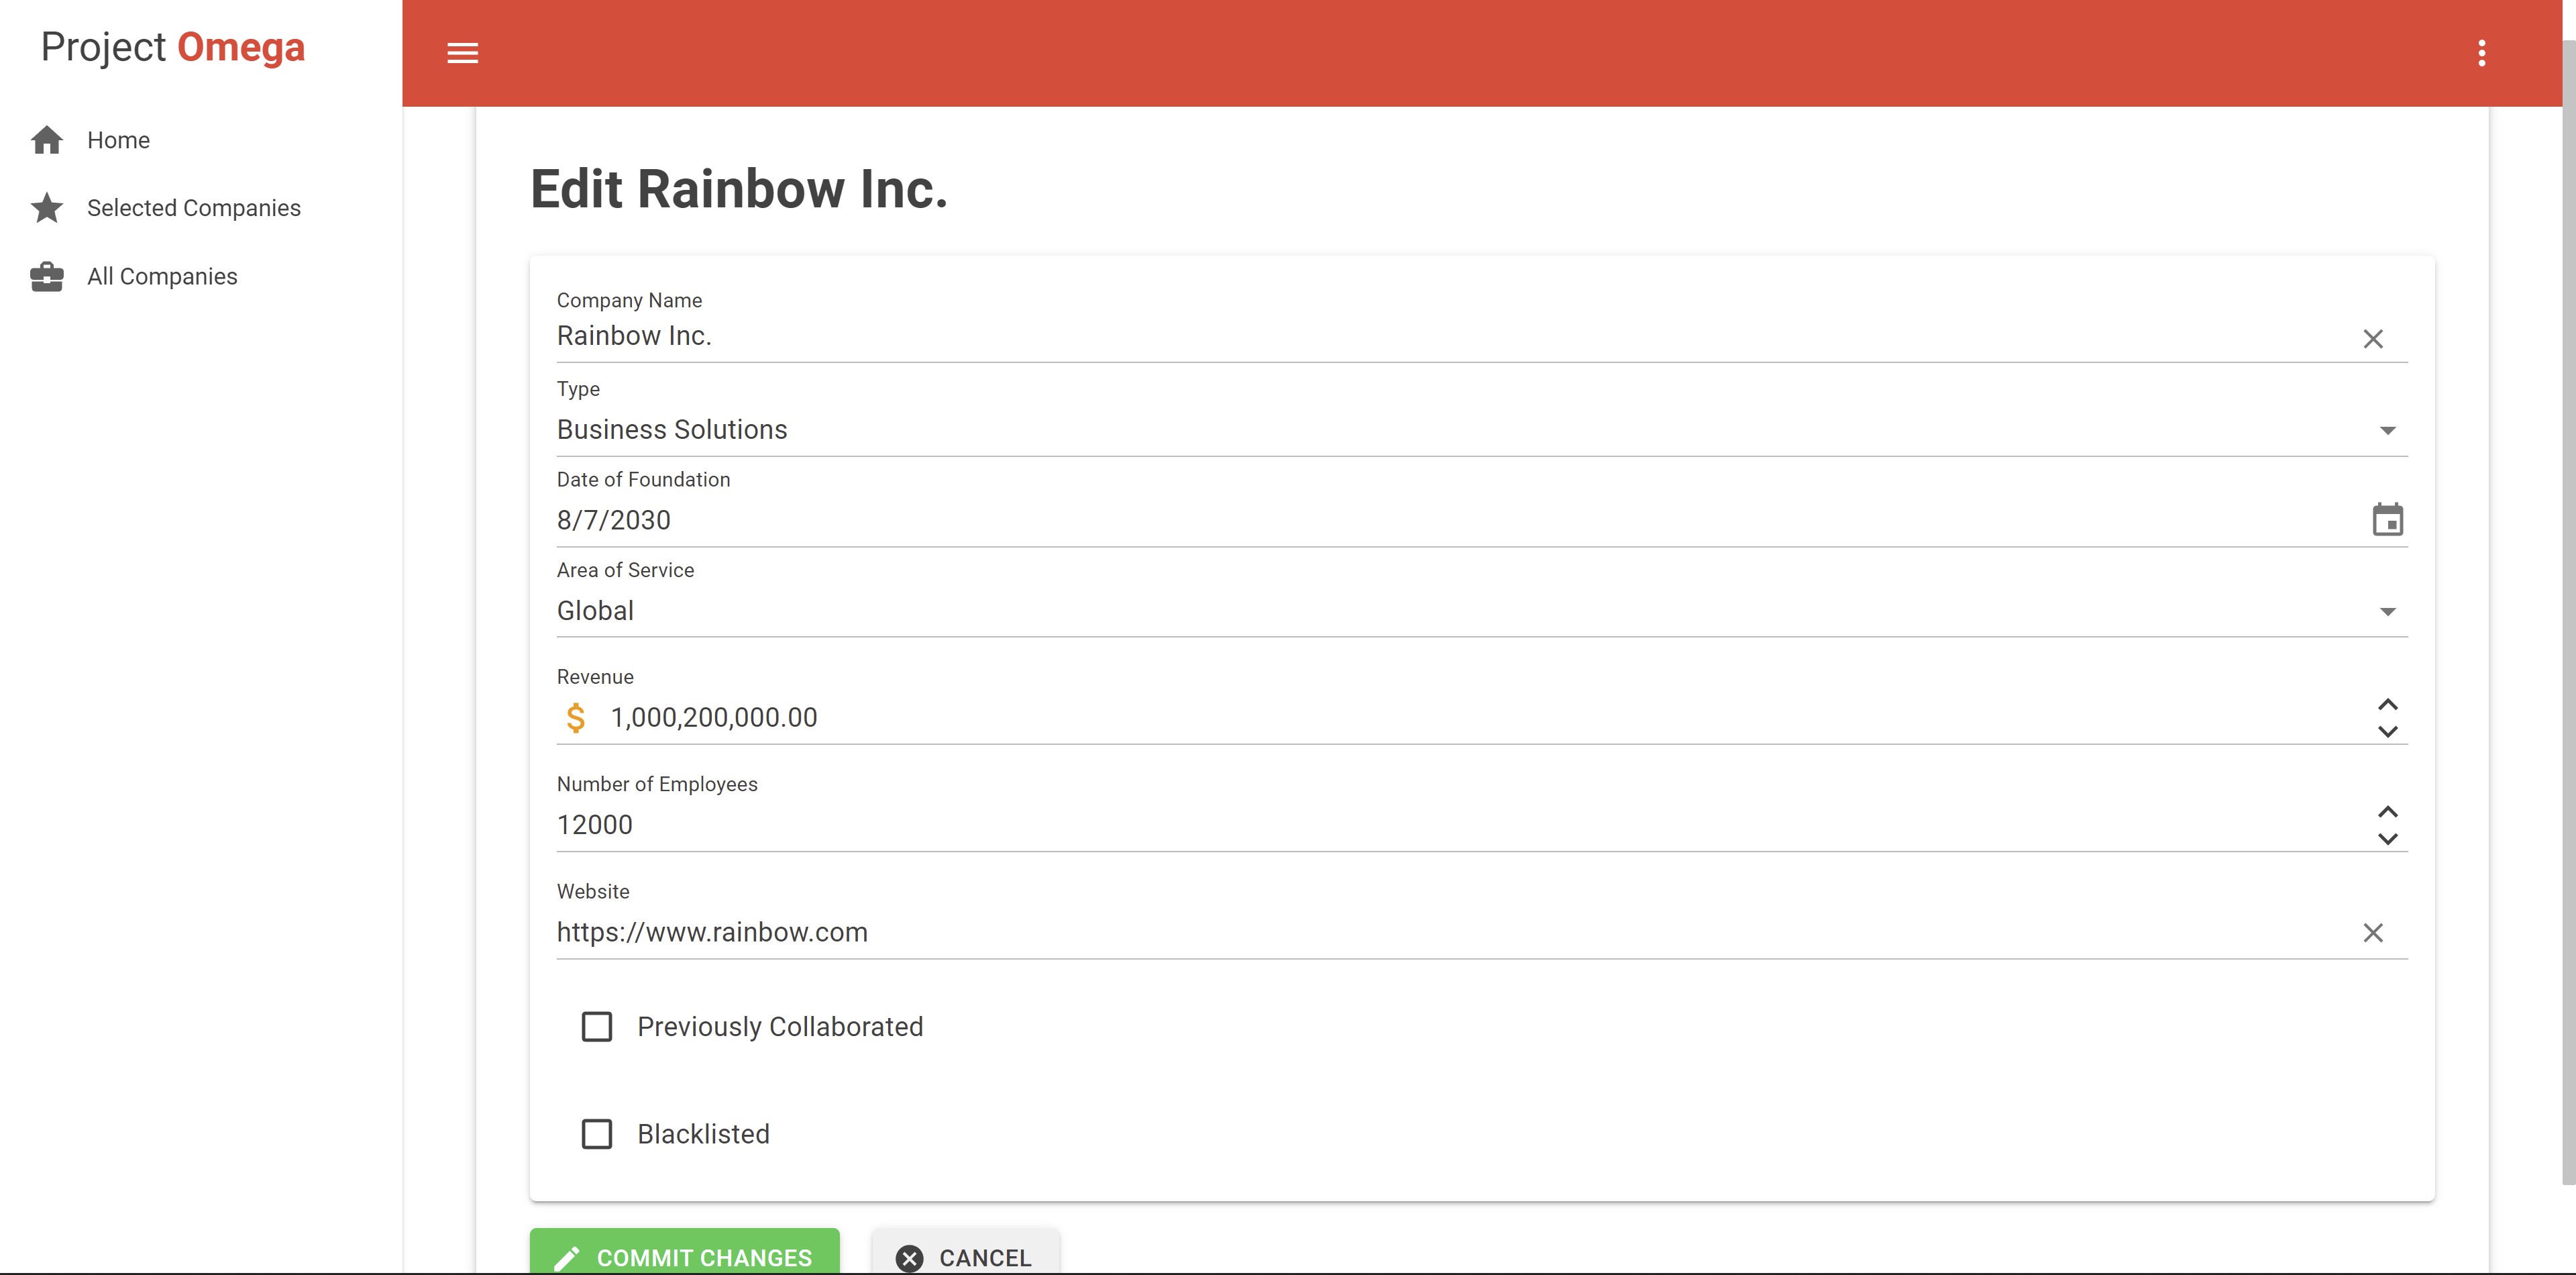 Project Omega
Home
Selected Companies
All Companies
Edit Rainbow Inc.
Company Name
Rainbow Inc.
Type
Business Solutions
Date of Foundation
8/7/2030
Area of Service
Global
Revenue
$ 1,000,200,000.00
Number of Employees
12000
Website
https://www.rainbow.com
Previously Collaborated
Blacklisted
COMMIT CHANGES
CANCEL